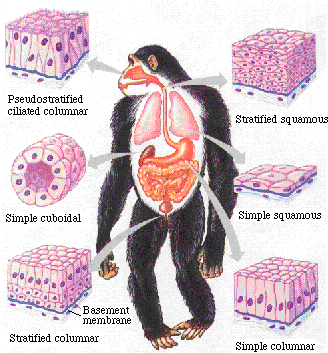 Pseudostratified
ciliated columnar
Stratified squamous
Simple cuboidal
Simple squamous
Basement
membrane
Stratified columnar
Simple columnar